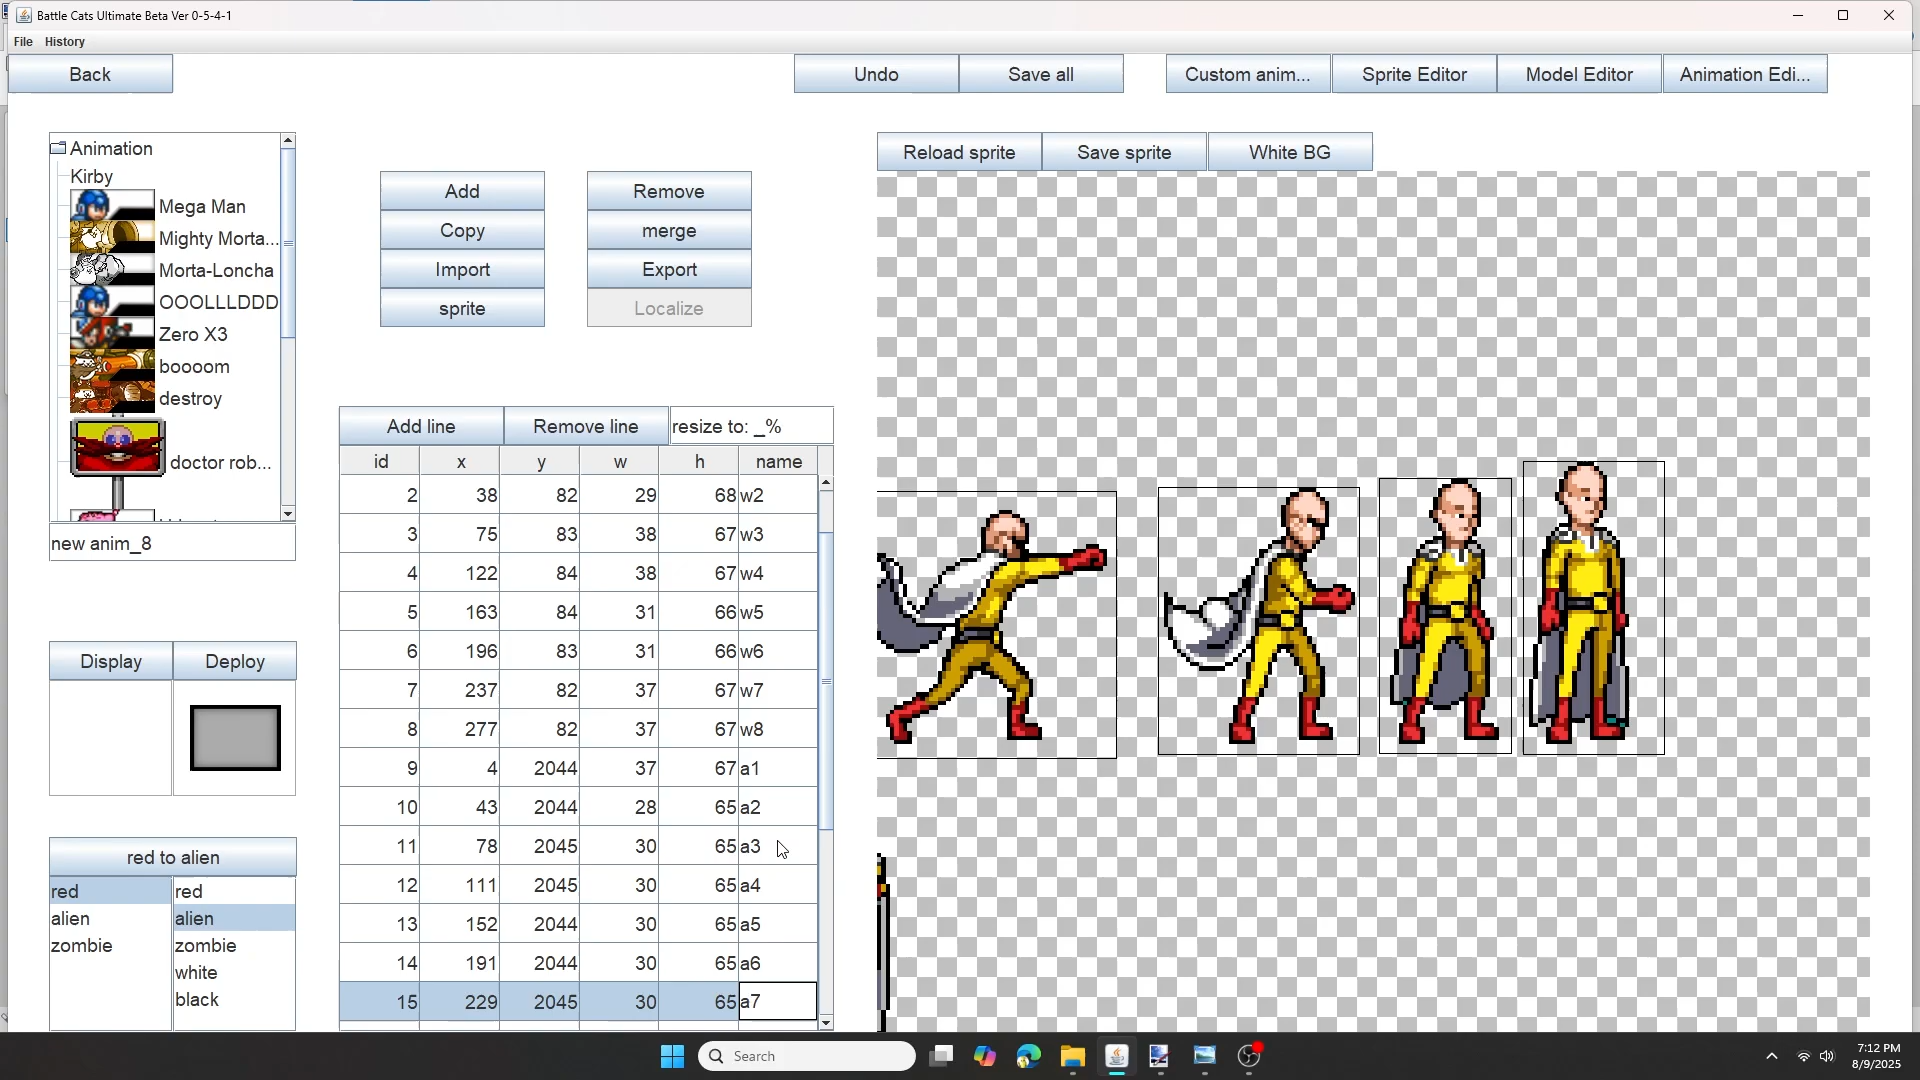 Battle Cats Ultimate Beta Ver 0-5-4-1
File History
Back
Undo
Save all
Custom anim...
Sprite Editor
Model Editor
Animation Edi...
Reload sprite
Save sprite
White BG
Animation
Kirby
Mega Man
Mighty Morta...
Morta-Loncha
OOOLLLDDD
Zero X3
boooom
destroy
doctor rob...
new anim_8
Add
Remove
Copy
merge
Import
Export
sprite
Localize
Add line
Remove line
resize to: _%
id x y w h name
2 38 82 29 68 w2
3 75 83 38 67 w3
4 122 84 38 67 w4
5 163 84 31 66 w5
6 196 83 31 66 w6
7 237 82 37 67 w7
8 277 82 37 67 w8
9 4 2044 37 67 a1
10 43 2044 28 65 a2
11 78 2045 30 65 a3
12 111 2045 30 65 a4
13 152 2044 30 65 a5
14 191 2044 30 65 a6
15 229 2045 30 65 a7
Display
Deploy
red to alien
red
alien
zombie
red
alien
zombie
white
black
Search
7:12 PM
8/9/2025